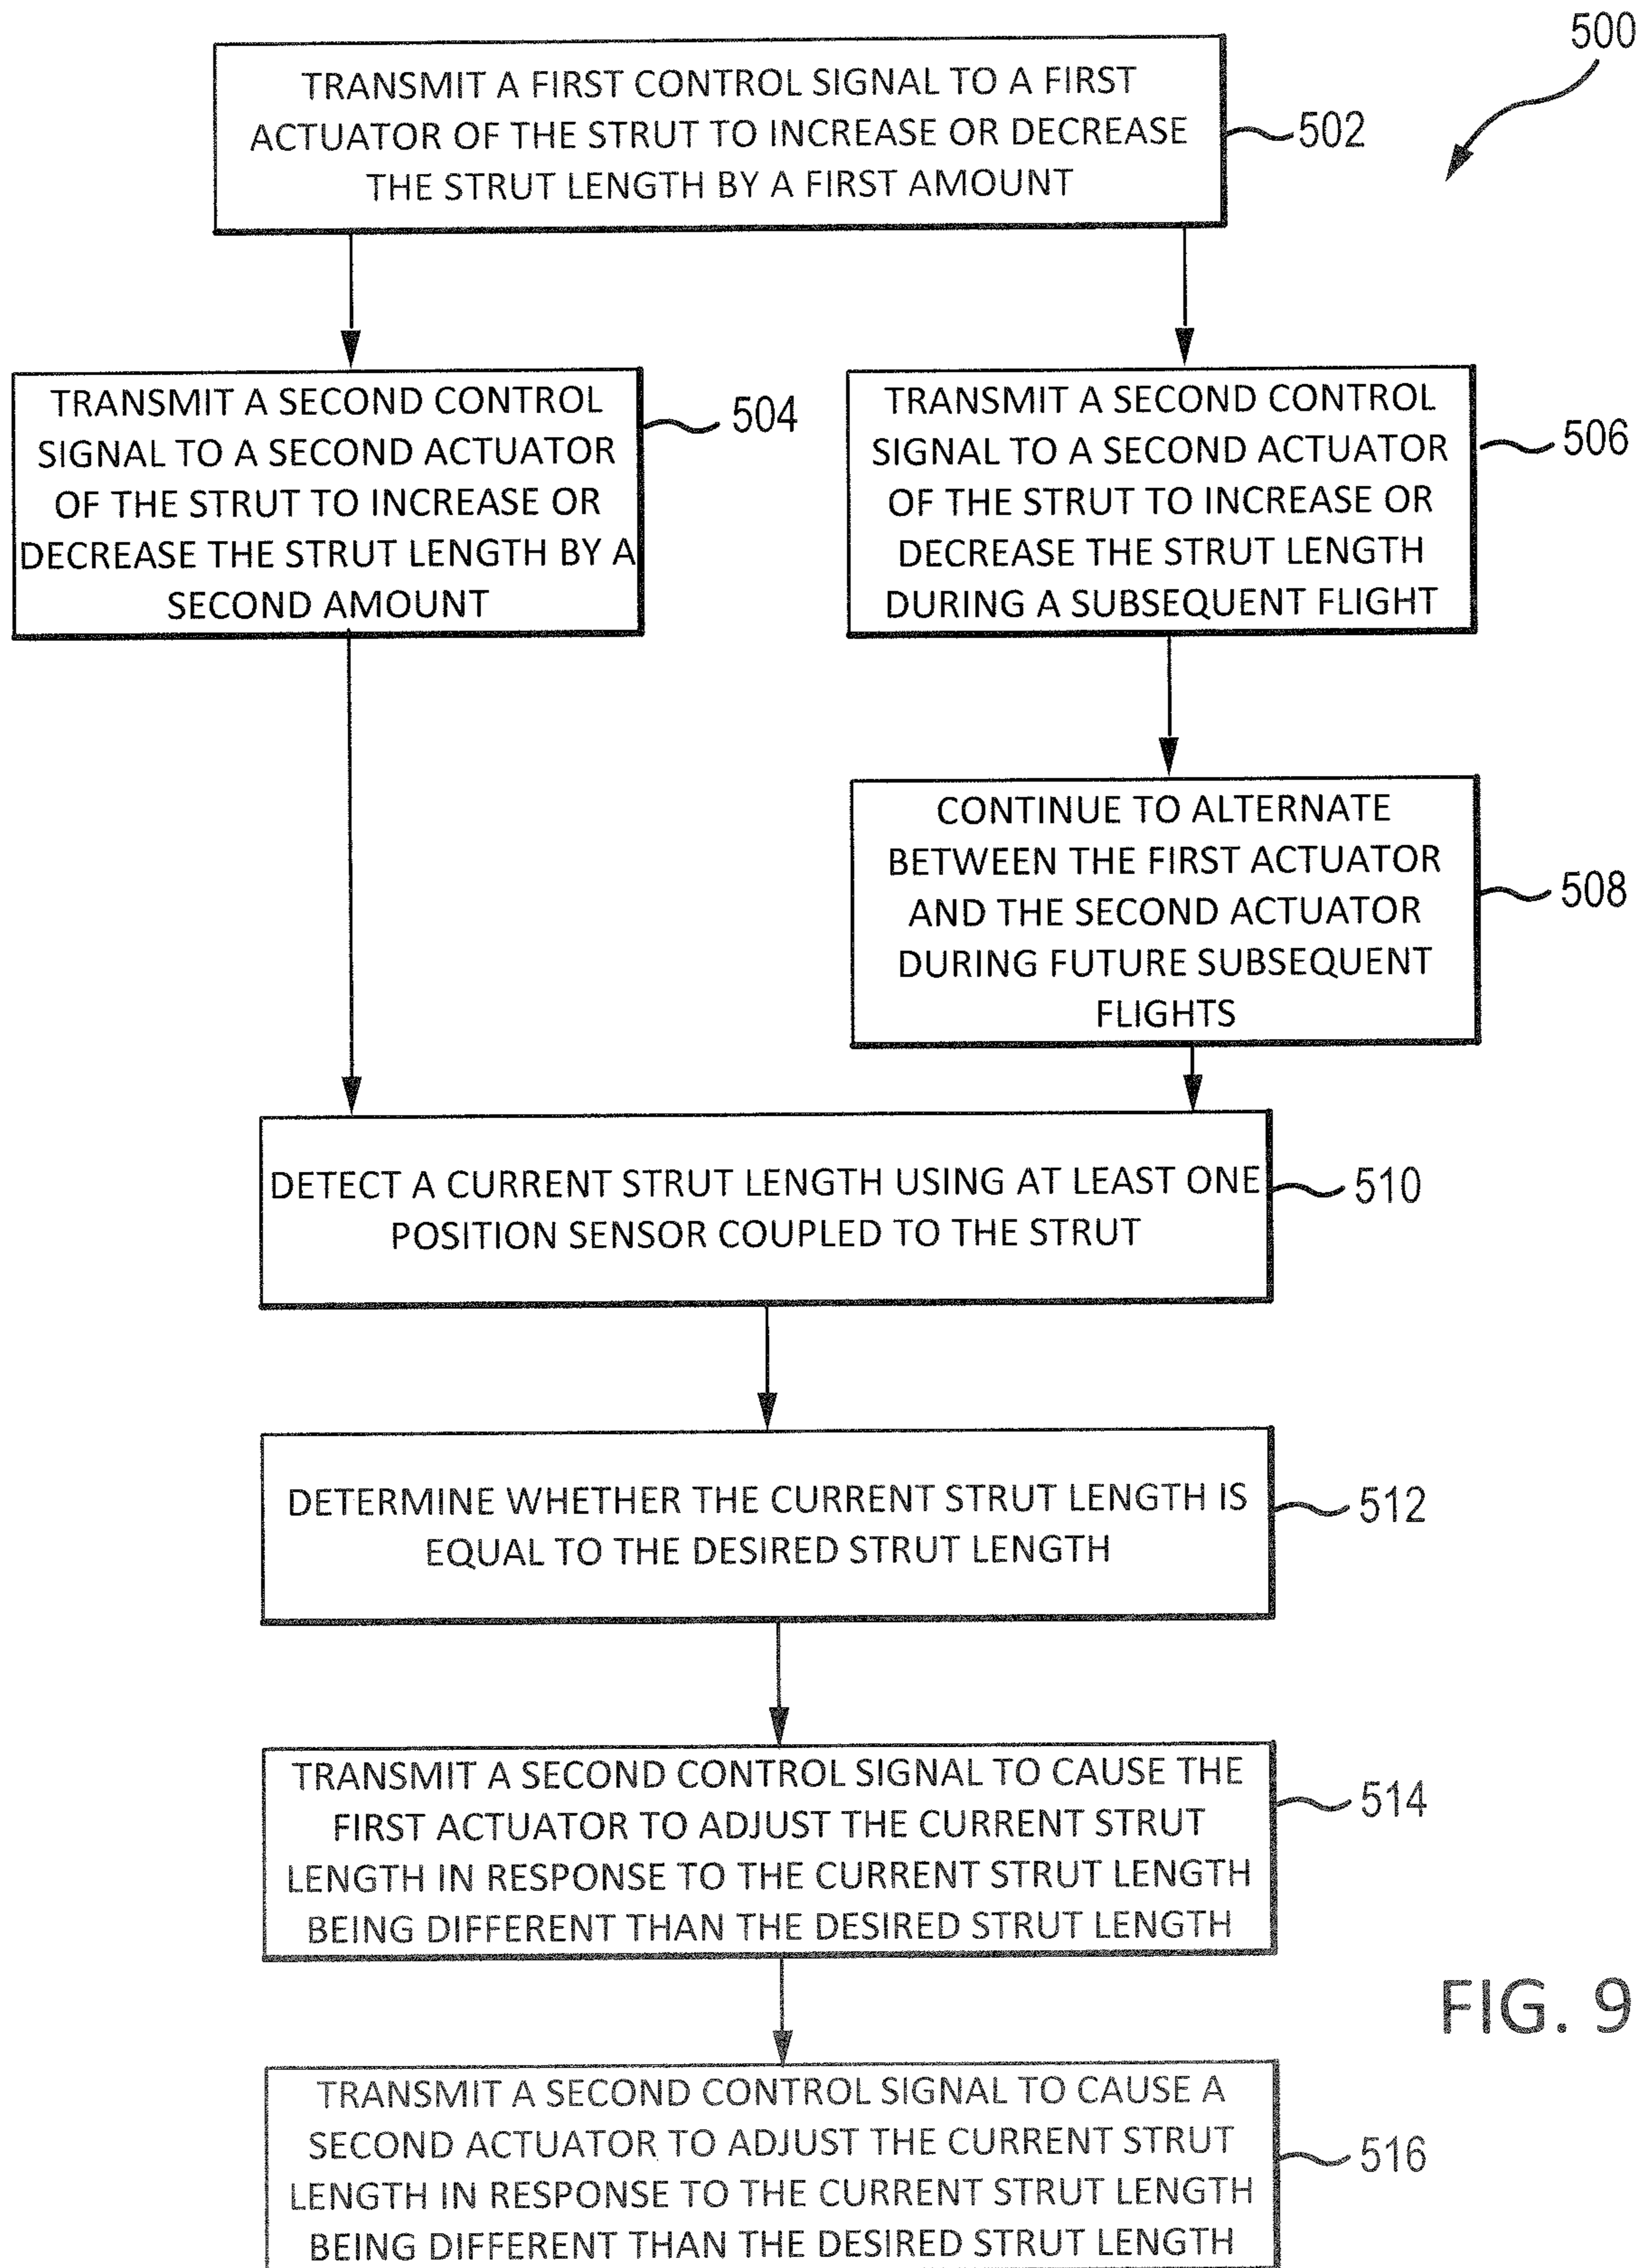 500
TRANSMIT A FIRST CONTROL SIGNAL TO A FIRST
ACTUATOR OF THE STRUT TO INCREASE OR DECREASE
THE STRUT LENGTH BY A FIRST AMOUNT
502
TRANSMIT A SECOND CONTROL
SIGNAL TO A SECOND ACTUATOR
OF THE STRUT TO INCREASE OR
DECREASE THE STRUT LENGTH BY A
SECOND AMOUNT
504
TRANSMIT A SECOND CONTROL
SIGNAL TO A SECOND ACTUATOR
OF THE STRUT TO INCREASE OR
DECREASE THE STRUT LENGTH
DURING A SUBSEQUENT FLIGHT
506
CONTINUE TO ALTERNATE
BETWEEN THE FIRST ACTUATOR
AND THE SECOND ACTUATOR
DURING FUTURE SUBSEQUENT
FLIGHTS
508
DETECT A CURRENT STRUT LENGTH USING AT LEAST ONE
POSITION SENSOR COUPLED TO THE STRUT
510
DETERMINE WHETHER THE CURRENT STRUT LENGTH IS
EQUAL TO THE DESIRED STRUT LENGTH
512
TRANSMIT A SECOND CONTROL SIGNAL TO CAUSE THE
FIRST ACTUATOR TO ADJUST THE CURRENT STRUT
LENGTH IN RESPONSE TO THE CURRENT STRUT LENGTH
BEING DIFFERENT THAN THE DESIRED STRUT LENGTH
514
TRANSMIT A SECOND CONTROL SIGNAL TO CAUSE A
SECOND ACTUATOR TO ADJUST THE CURRENT STRUT
LENGTH IN RESPONSE TO THE CURRENT STRUT LENGTH
BEING DIFFERENT THAN THE DESIRED STRUT LENGTH
516
FIG. 9